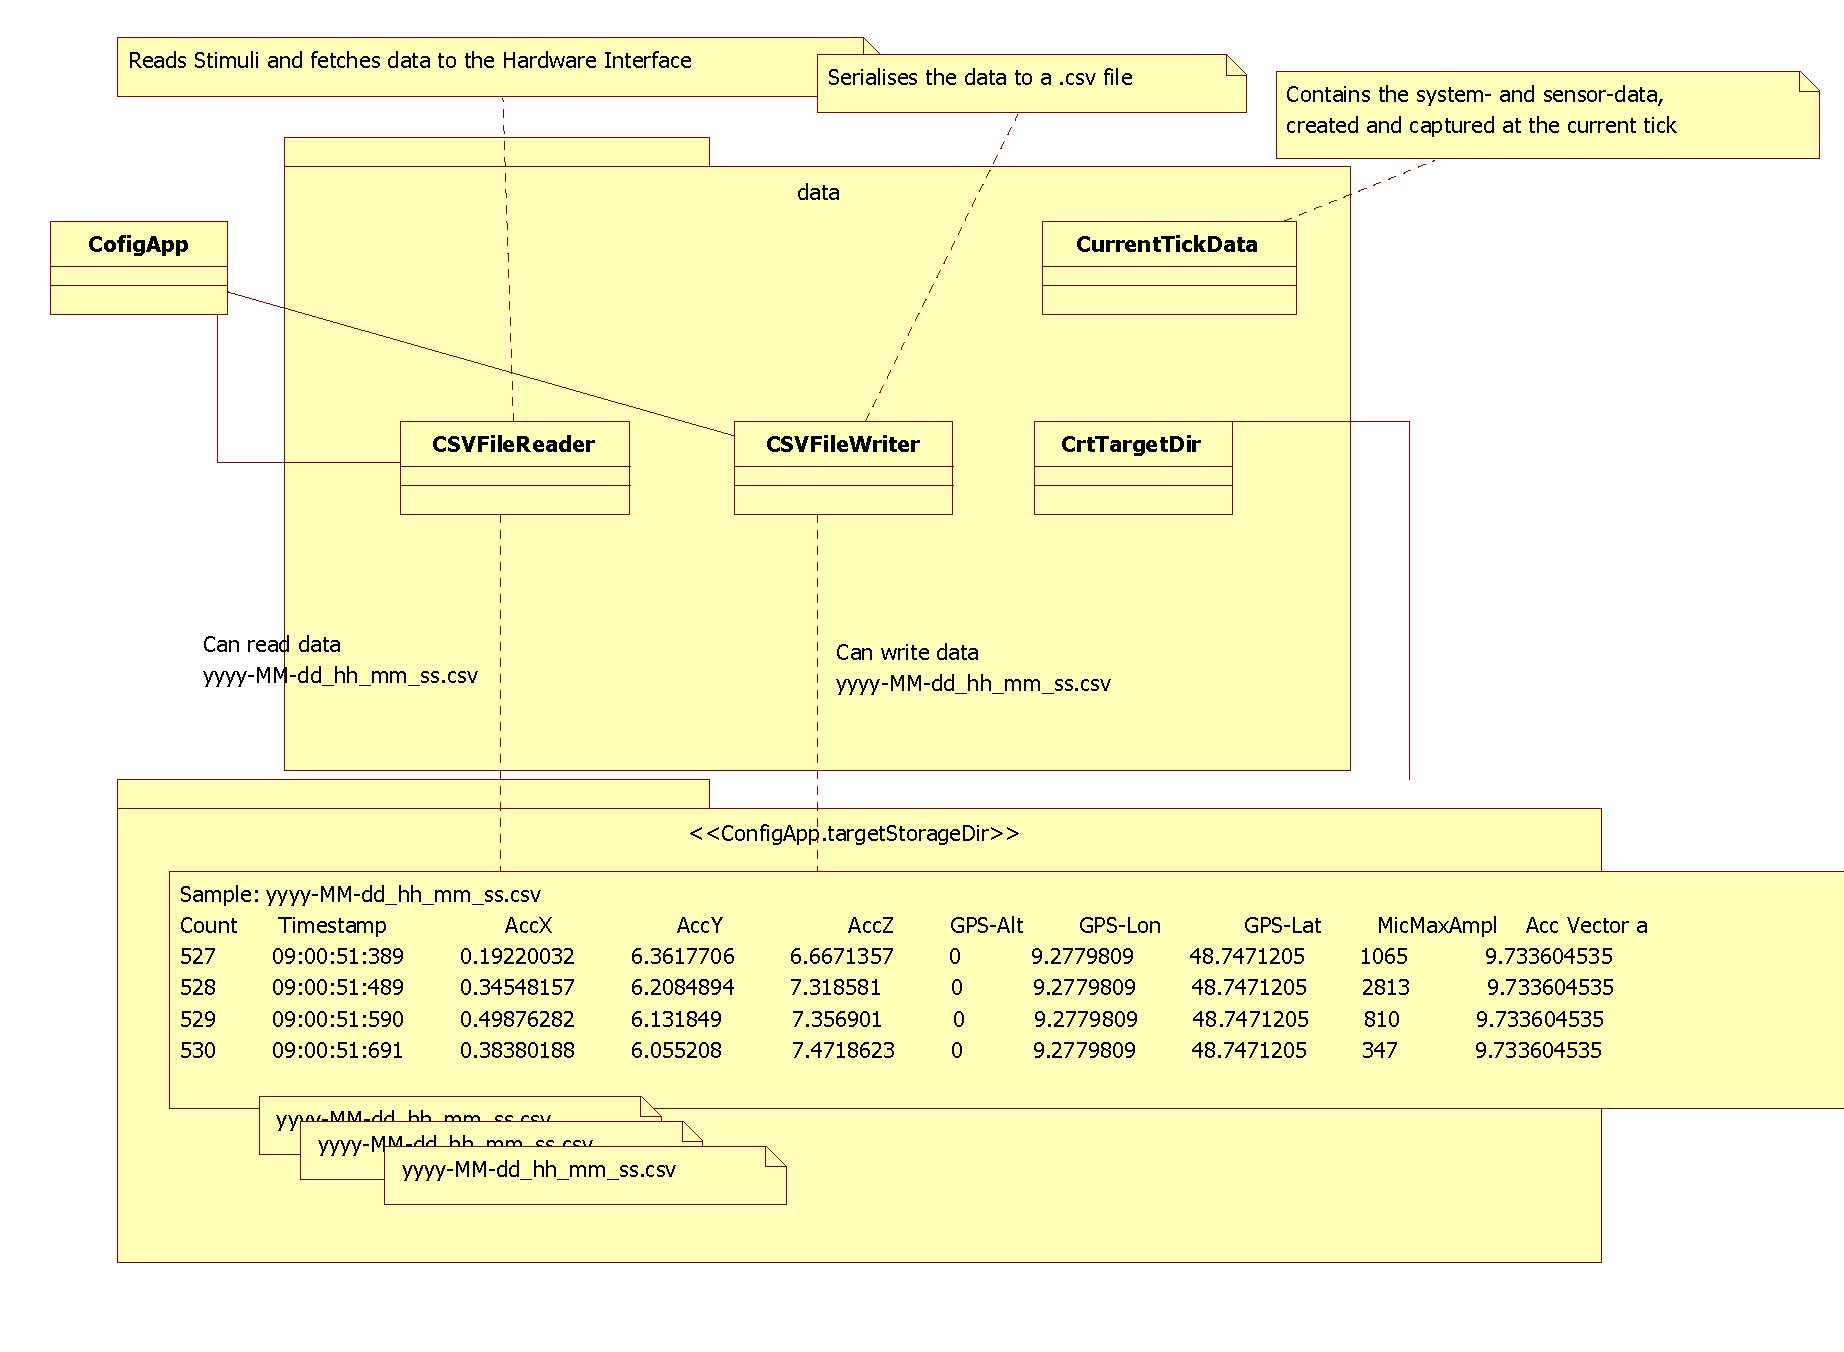 Reads Stimuli and fetches data to the Hardware Interface
Serialises the data to a .csv file
Contains the system- and sensor-data,
created and captured at the current tick
data
CofigApp
CurrentTickData
CSVFileReader
CSVFileWriter
CrtTargetDir
Can read data
yyyy-MM-dd_hh_mm_ss.csv
Can write data
yyyy-MM-dd_hh_mm_ss.csv
<<ConfigApp.targetStorageDir>>
Sample: yyyy-MM-dd_hh_mm_ss.csv
Count Timestamp AccX AccY AccZ GPS-Alt GPS-Lon GPS-Lat MicMaxAmpl Acc Vector a
527 09:00:51:389 0.19220032 6.3617706 6.6671357 0 9.2779809 48.7471205 1065 9.733604535
528 09:00:51:489 0.34548157 6.2084894 7.318581 0 9.2779809 48.7471205 2813 9.733604535
529 09:00:51:590 0.49876282 6.131849 7.356901 0 9.2779809 48.7471205 810 9.733604535
530 09:00:51:691 0.38380188 6.055208 7.4718623 0 9.2779809 48.7471205 347 9.733604535
yyyy-MM-dd_hh_mm_ss.csv
yyyy-MM-dd_hh_mm_ss.csv
yyyy-MM-dd_hh_mm_ss.csv